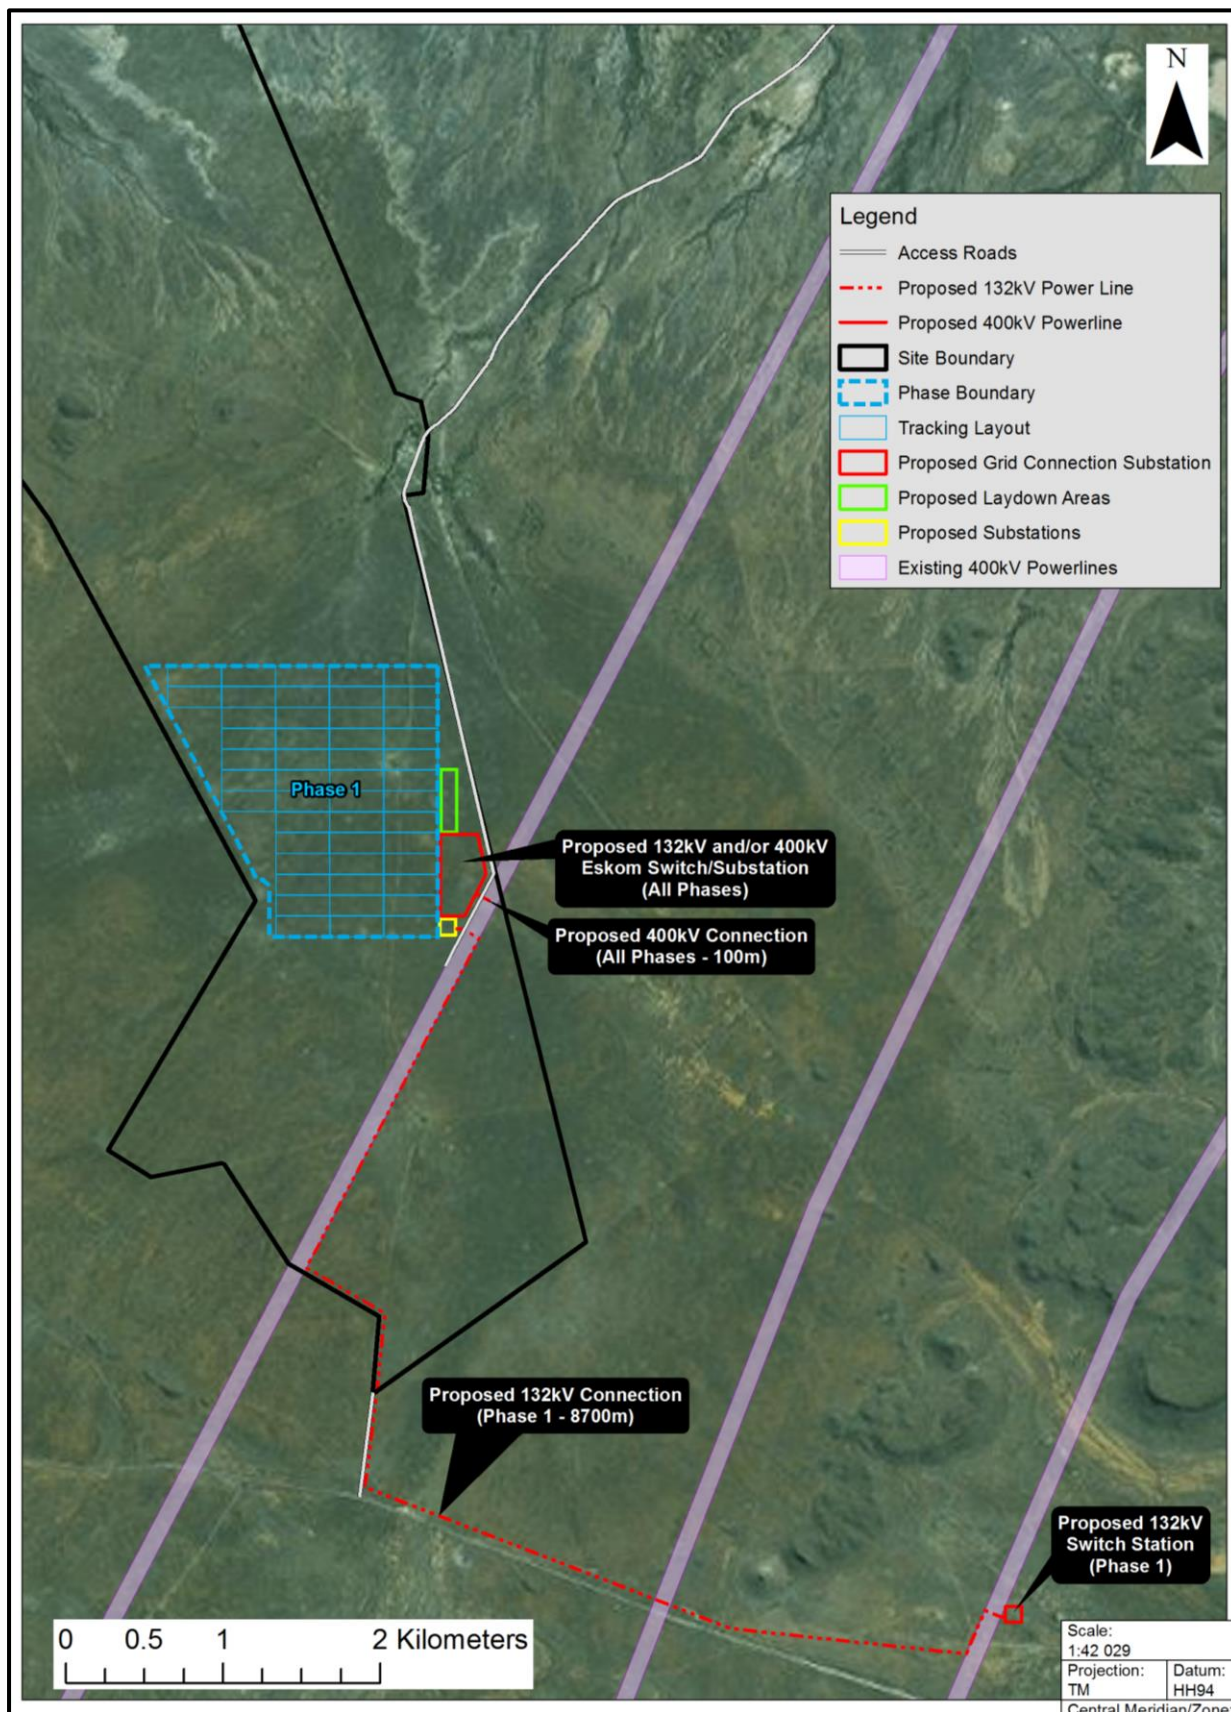 N
Legend
Access Roads
Proposed 132kV Power Line
Proposed 400kV Powerline
Site Boundary
Phase Boundary
Tracking Layout
Proposed Grid Connection Substation
Proposed Laydown Areas
Proposed Substations
Existing 400kV Powerlines
Phase 1
Proposed 132kV and/or 400kV
Eskom Switch/Substation
(All Phases)
Proposed 400kV Connection
(All Phases - 100m)
Proposed 132kV Connection
(Phase 1 - 8700m)
Proposed 132kV
Switch Station
(Phase 1)
0 0.5 1 2 Kilometers
Scale:
1:42 029
Projection:
TM
Datum:
HH94
Central Meridian/Zone: